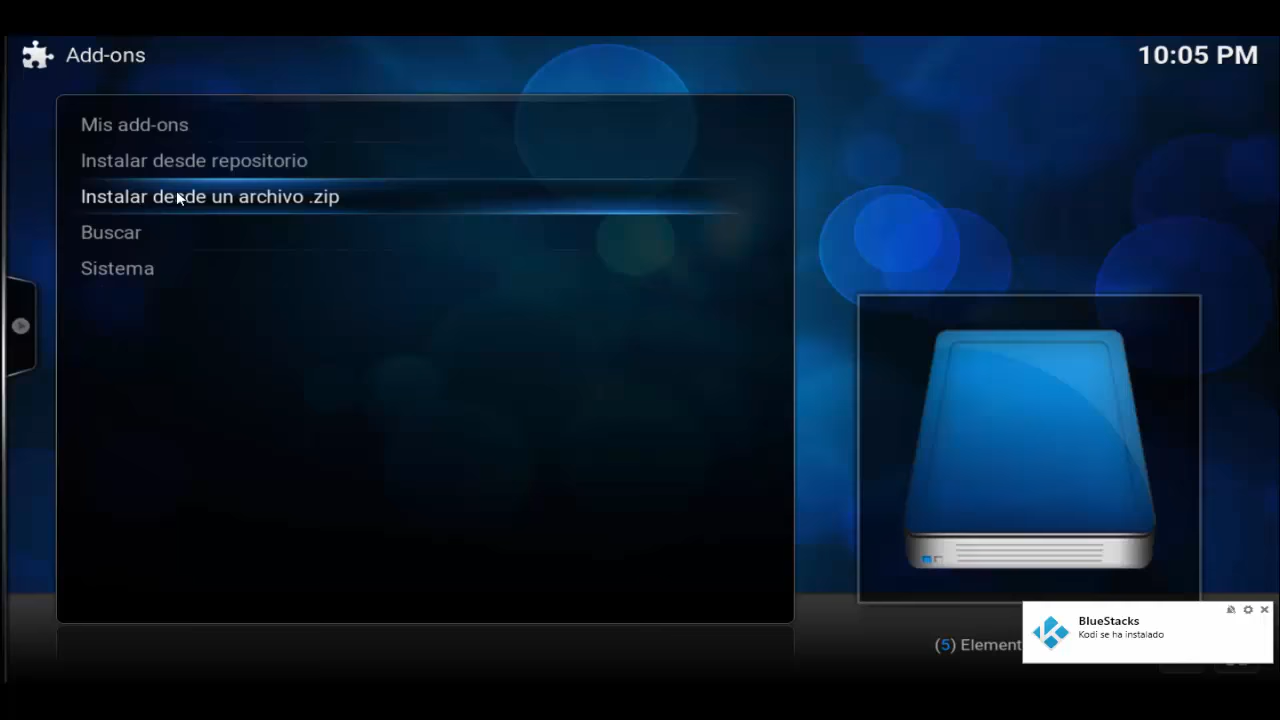 Add-ons
10:05 PM
Mis add-ons
Instalar desde repositorio
Instalar desde un archivo .zip
Buscar
Sistema
BlueStacks
Kodi se ha instalado
(5) Element